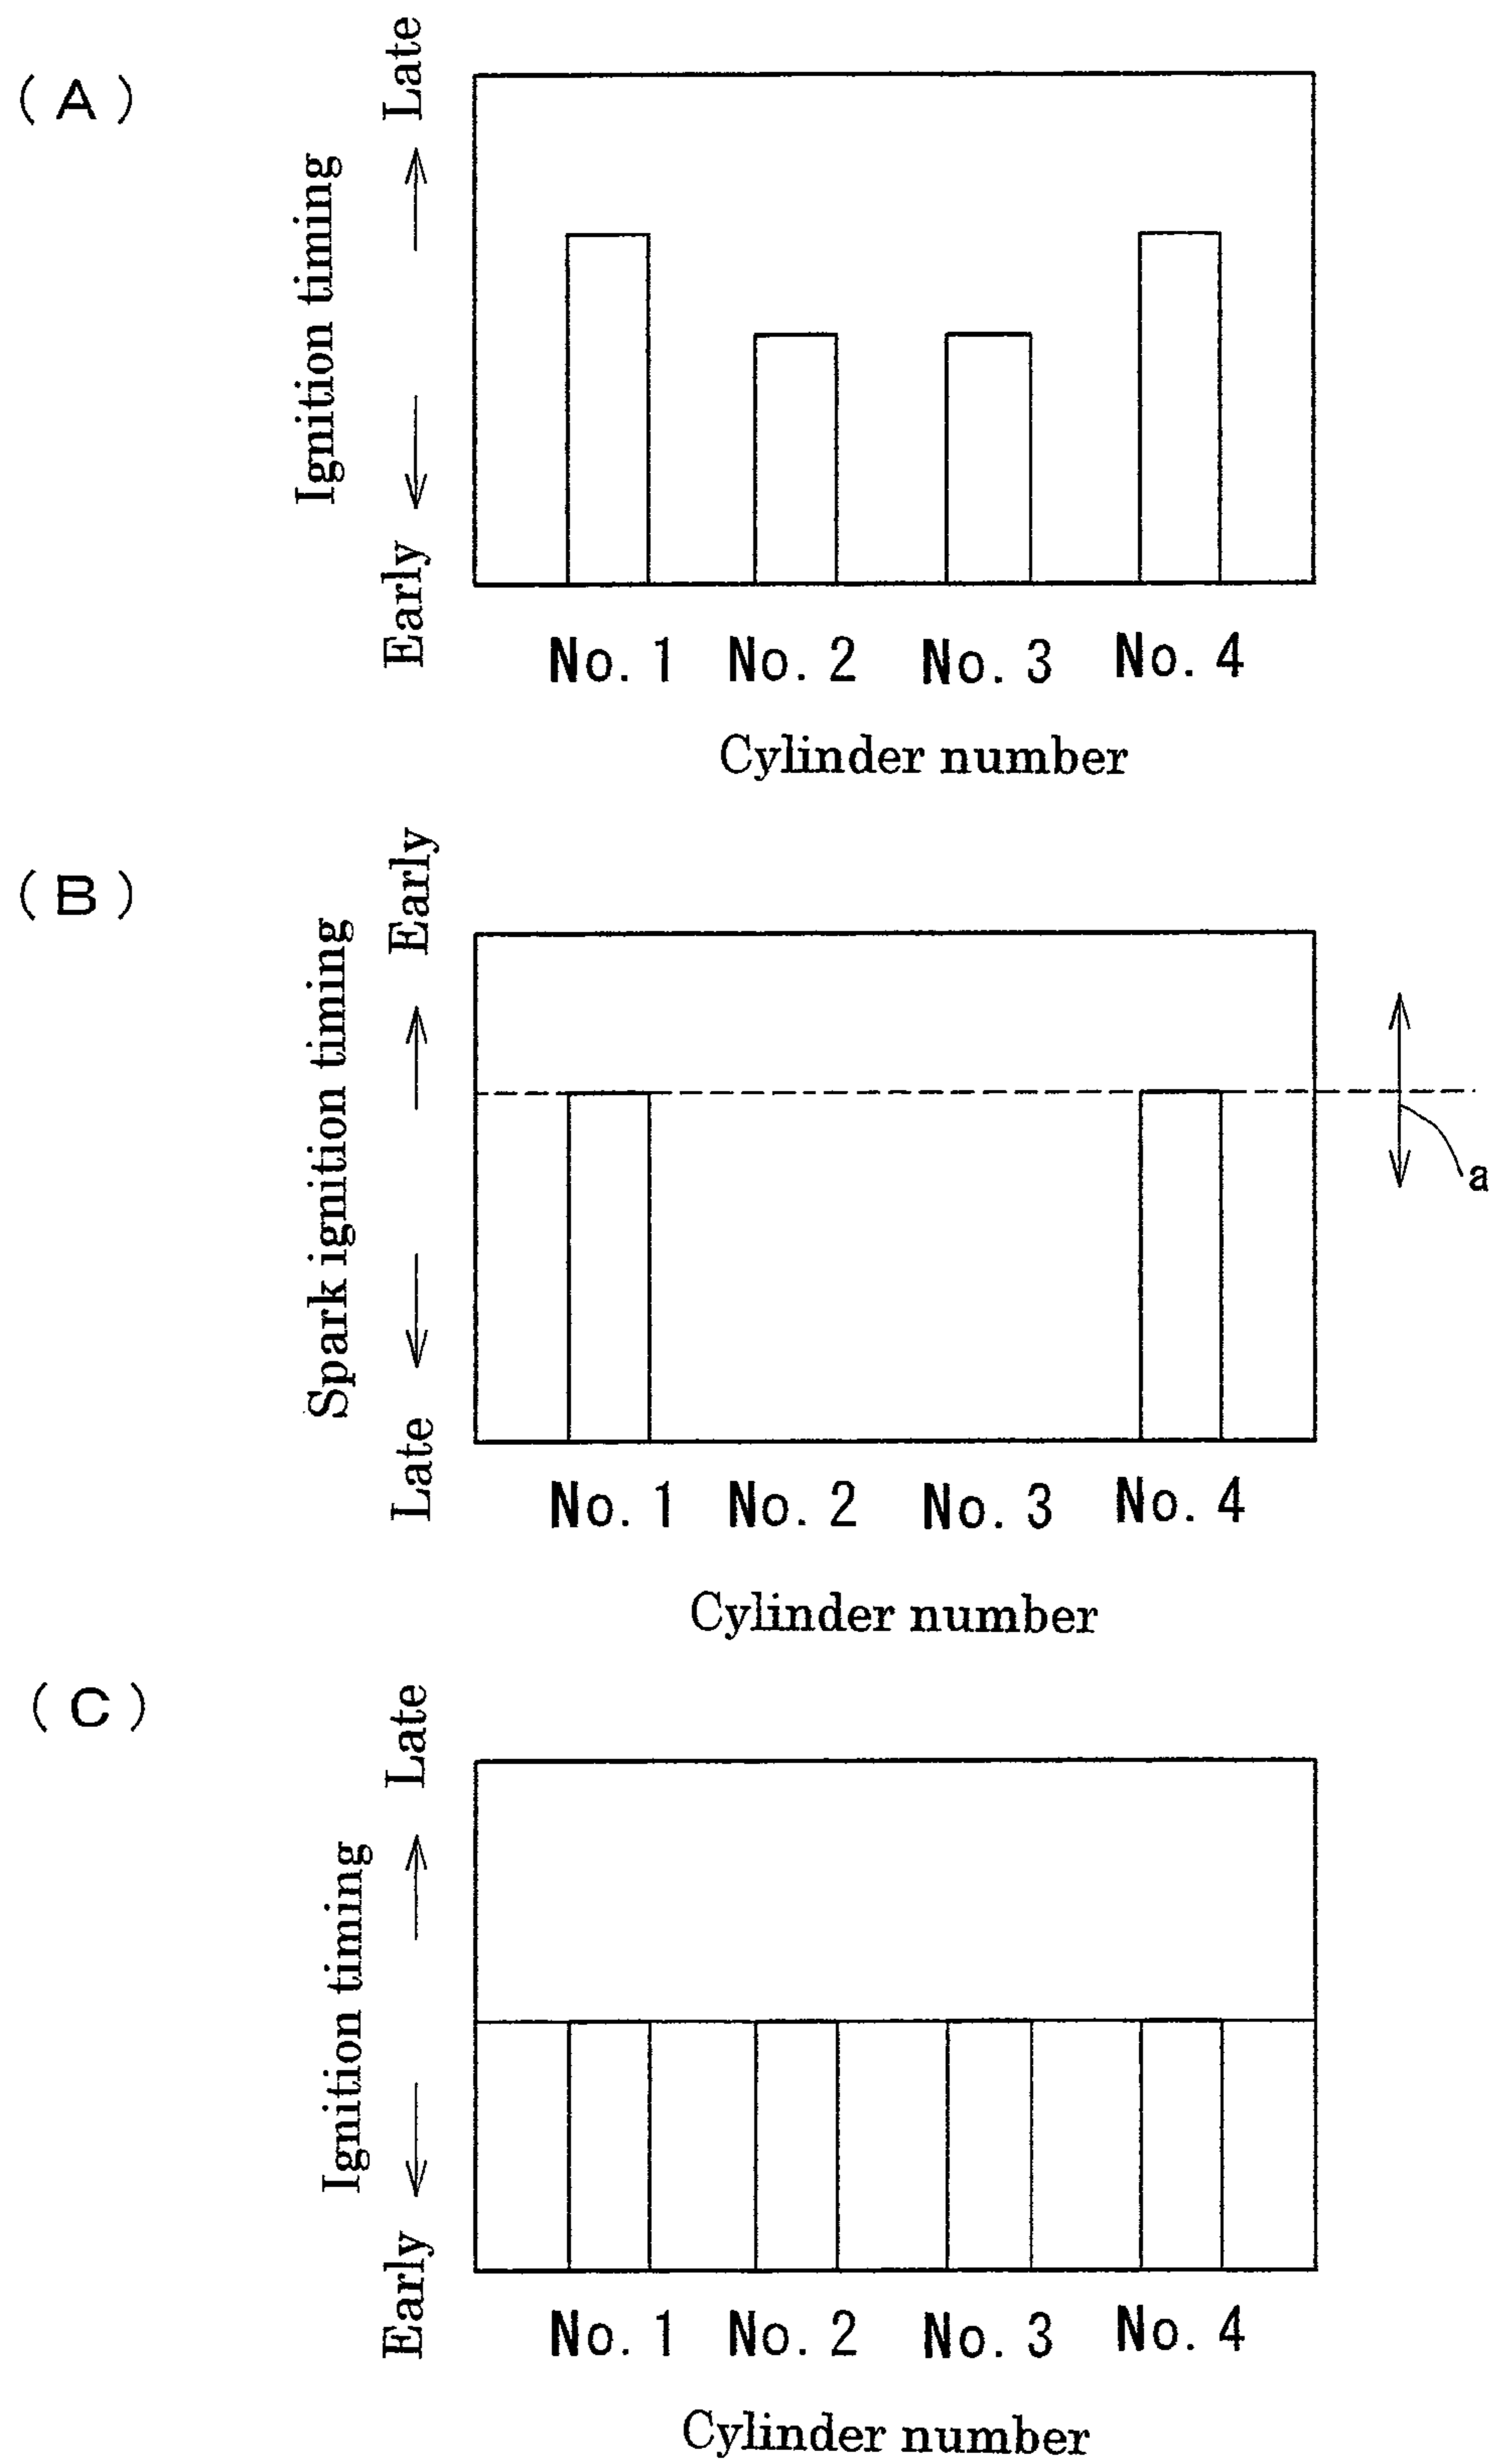 (A)
Late
Ignition timing
Early
No. 1 No. 2 No. 3 No. 4
Cylinder number
(B)
Early
Spark ignition timing
Late
a
No. 1 No. 2 No. 3 No. 4
Cylinder number
(C)
Late
Ignition timing
Early
No. 1 No. 2 No. 3 No. 4
Cylinder number